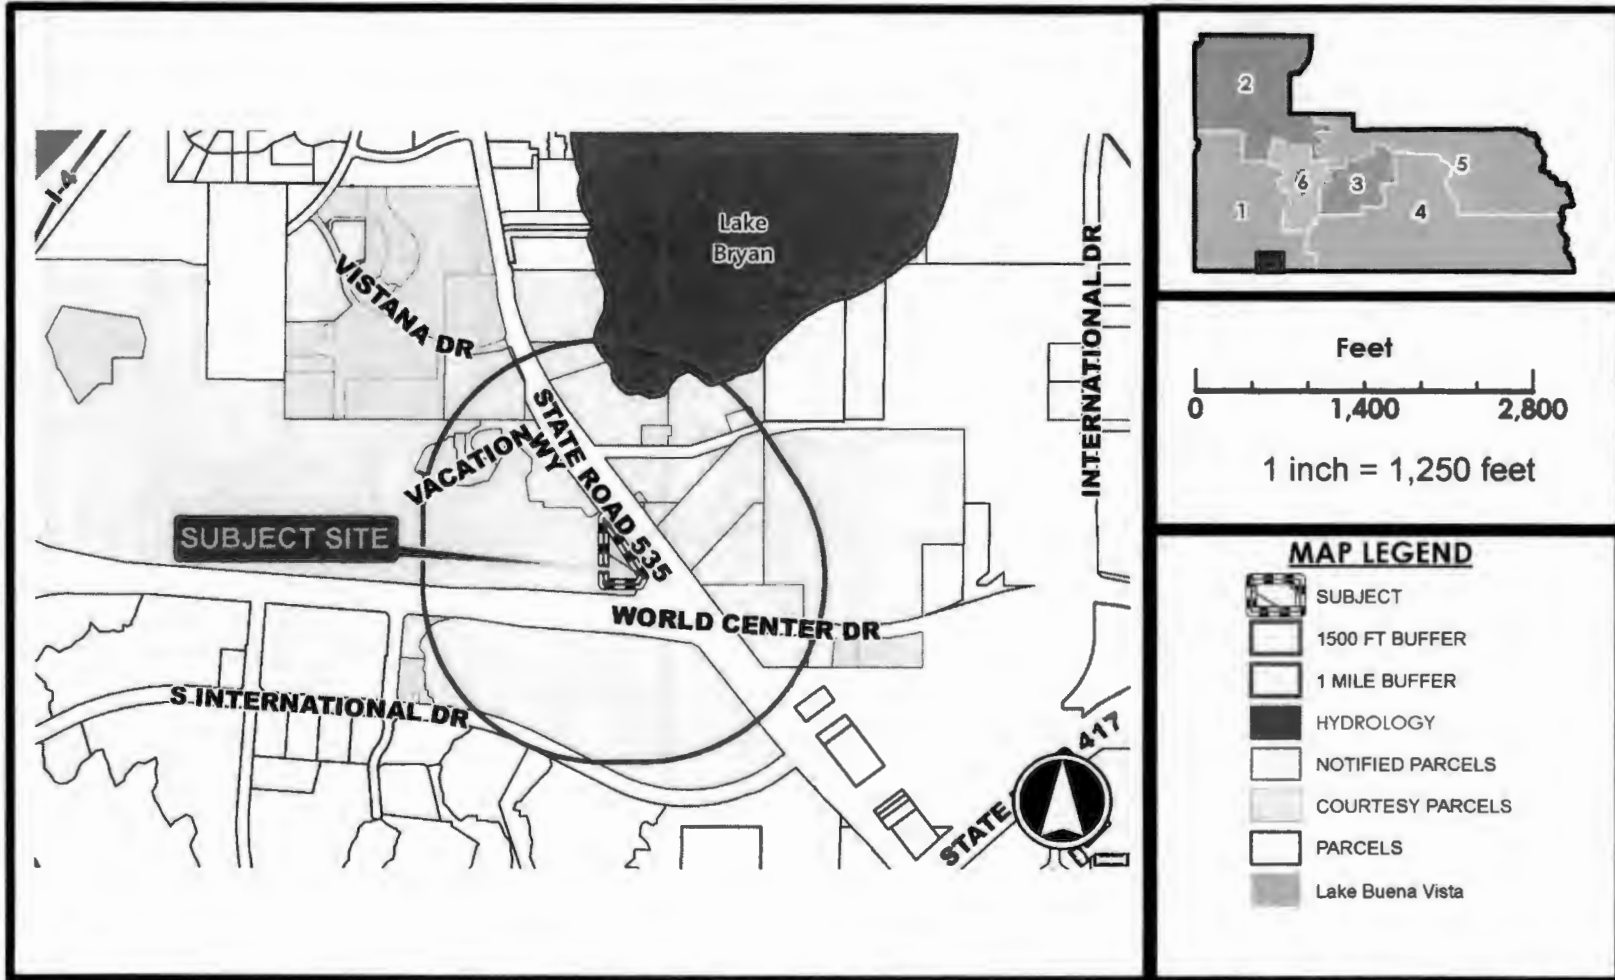 I-4
Lake
Bryan
VISTANA DR
INTERNATIONAL DR
STATE ROAD 535
VACATION WY
SUBJECT SITE
WORLD CENTER DR
S INTERNATIONAL DR
STATE
417
2
5
6
3
1
4
Feet
0
1,400
2,800
1 inch = 1,250 feet
MAP LEGEND
SUBJECT
1500 FT BUFFER
1 MILE BUFFER
HYDROLOGY
NOTIFIED PARCELS
COURTESY PARCELS
PARCELS
Lake Buena Vista